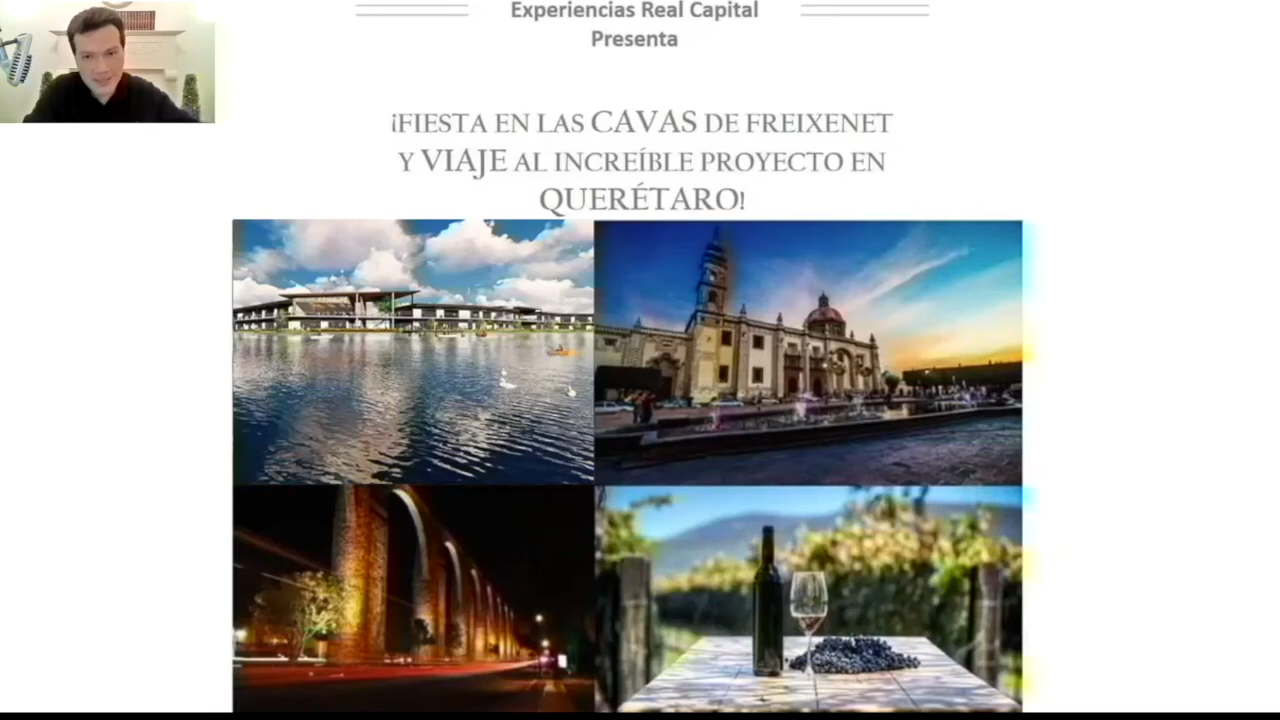 Experiencias Real Capital
Presenta
¡FIESTA EN LAS CAVAS DE FREIXENET
Y VIAJE AL INCREÍBLE PROYECTO EN
QUERÉTARO!